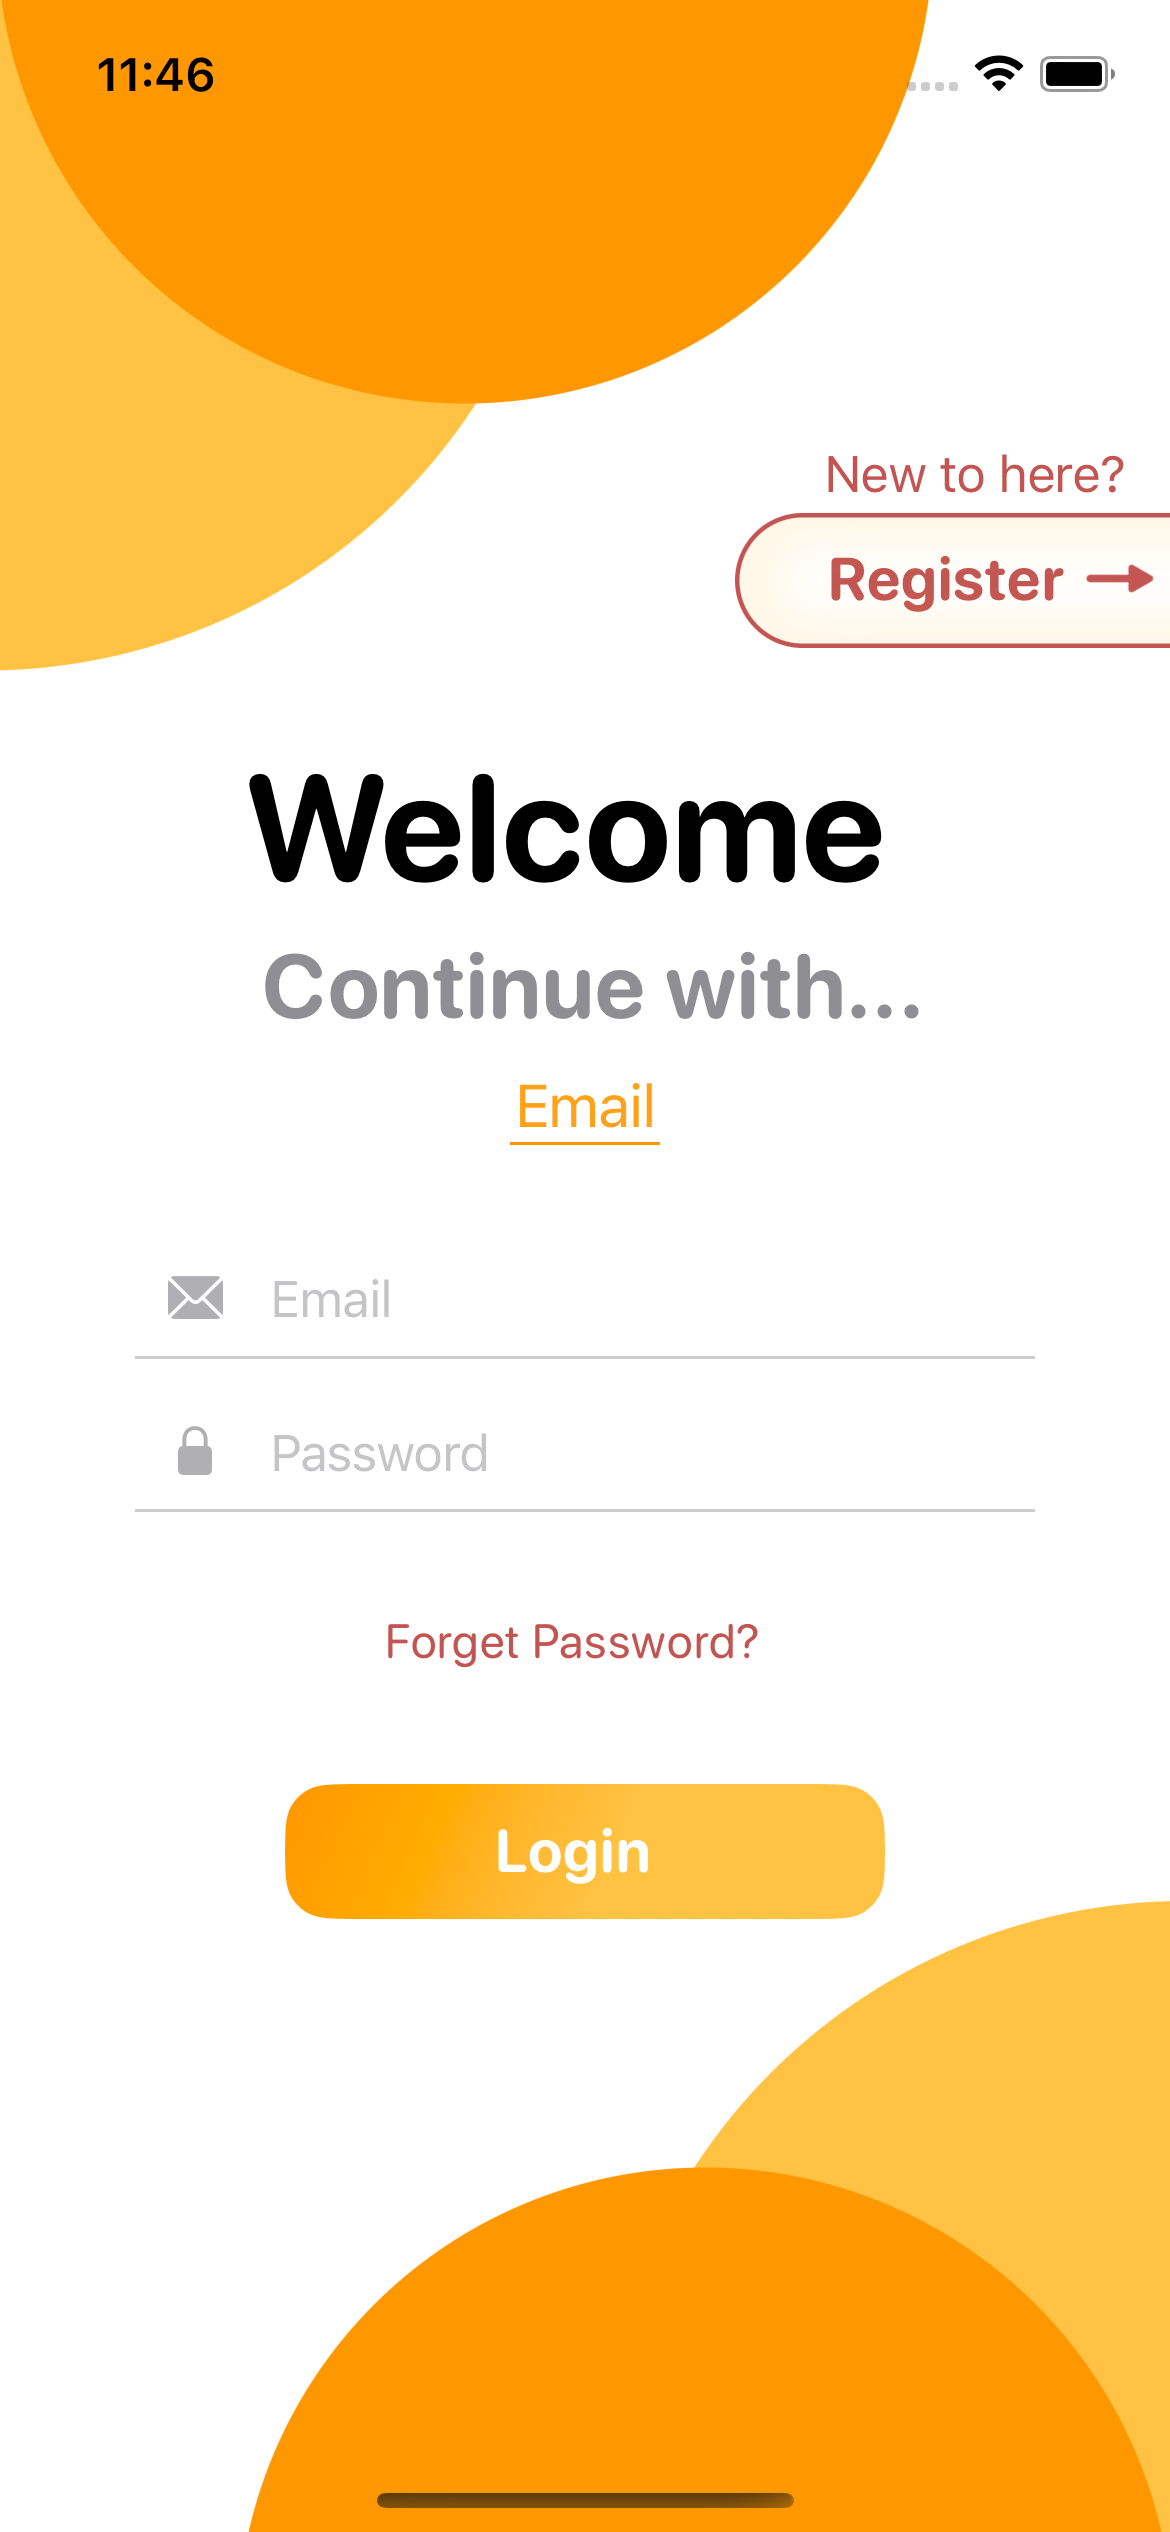 11:46
New to here?
Register
Welcome
Continue with...
Email
Email
Password
Forget Password?
Login